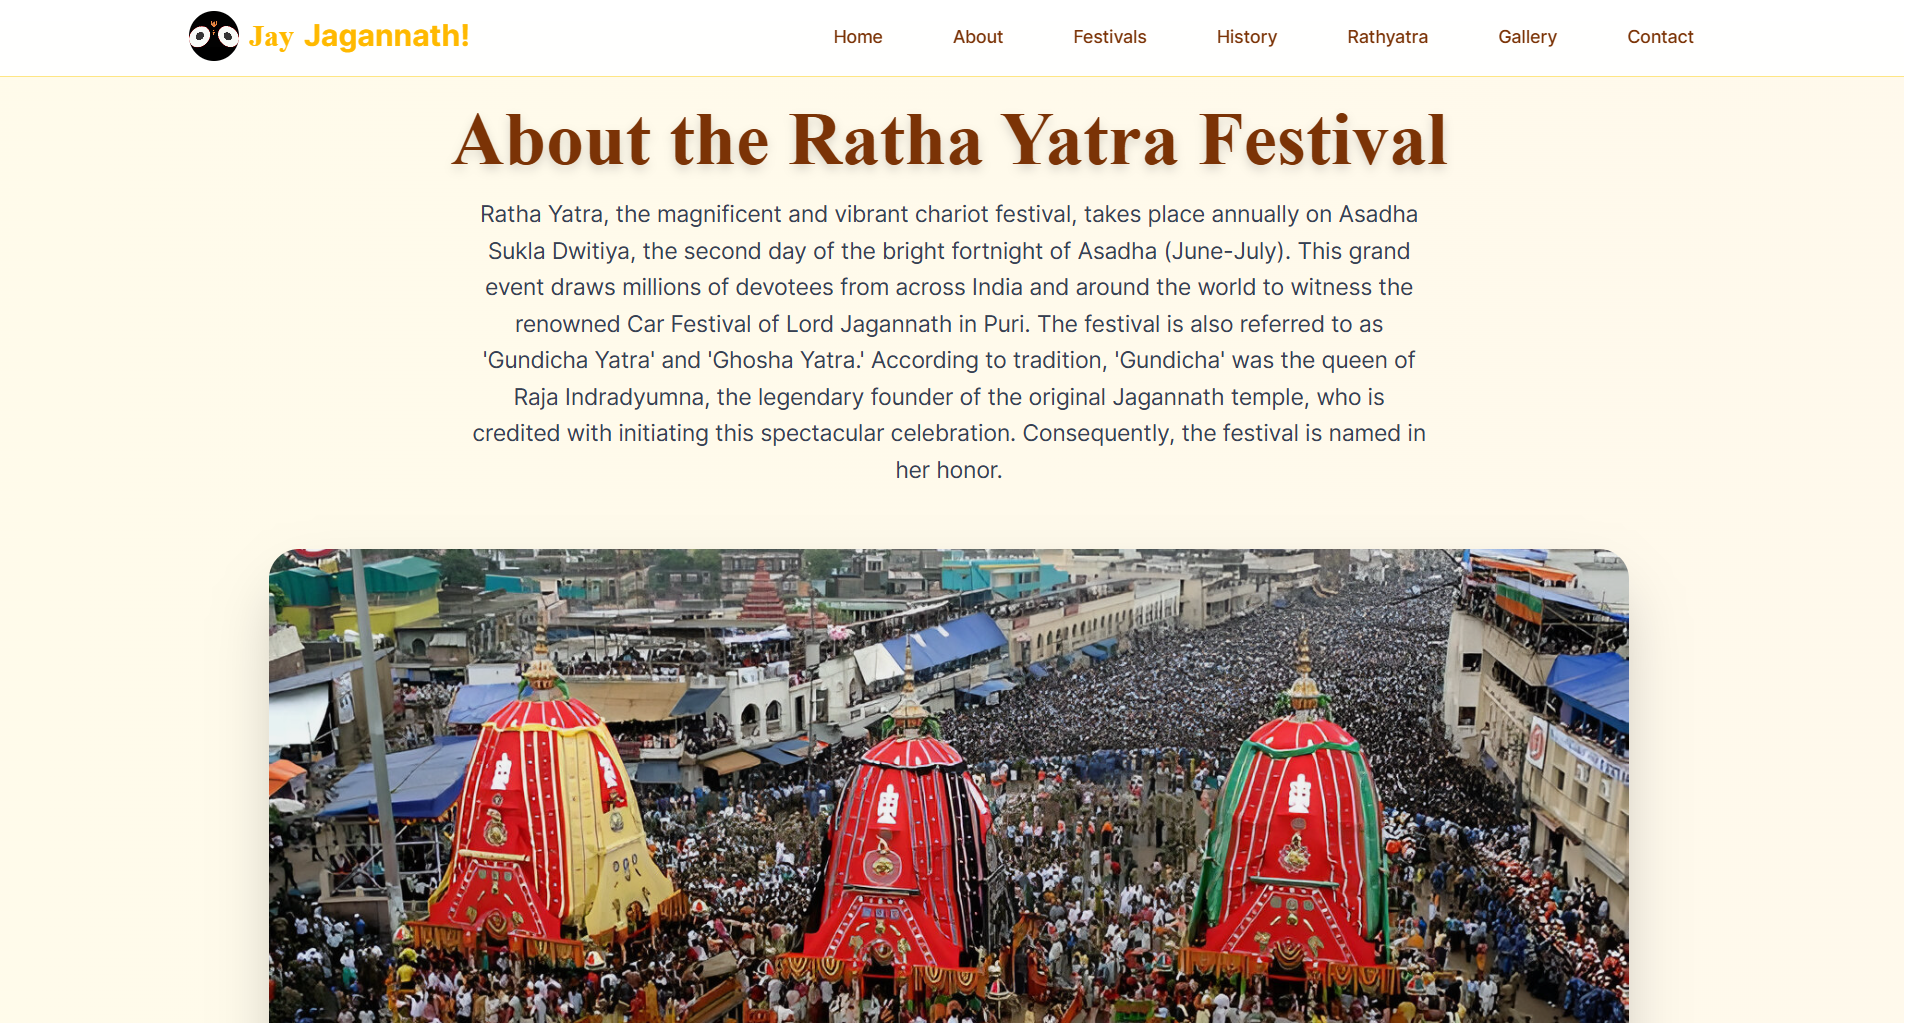 Jay Jagannath!
Home
About
Festivals
History
Rathyatra
Gallery
Contact
About the Ratha Yatra Festival
Ratha Yatra, the magnificent and vibrant chariot festival, takes place annually on Asadha
Sukla Dwitiya, the second day of the bright fortnight of Asadha (June-July). This grand
event draws millions of devotees from across India and around the world to witness the
renowned Car Festival of Lord Jagannath in Puri. The festival is also referred to as
'Gundicha Yatra' and 'Ghosha Yatra.' According to tradition, 'Gundicha' was the queen of
Raja Indradyumna, the legendary founder of the original Jagannath temple, who is
credited with initiating this spectacular celebration. Consequently, the festival is named in
her honor.